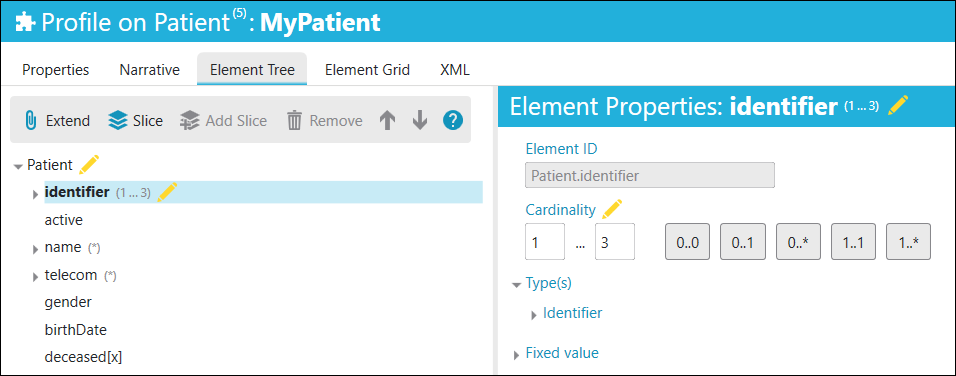 Profile on Patient(5): MyPatient
Properties Narrative Element Tree Element Grid XML
Extend Slice Add Slice Remove ?
Patient
identifier (1 ... 3)
active
name (*)
telecom (*)
gender
birthDate
deceased[x]
Element Properties: identifier (1 ... 3)
Element ID
Patient.identifier
Cardinality
1 ... 3 0..0 0..1 0..* 1..1 1..*
Type(s)
Identifier
Fixed value